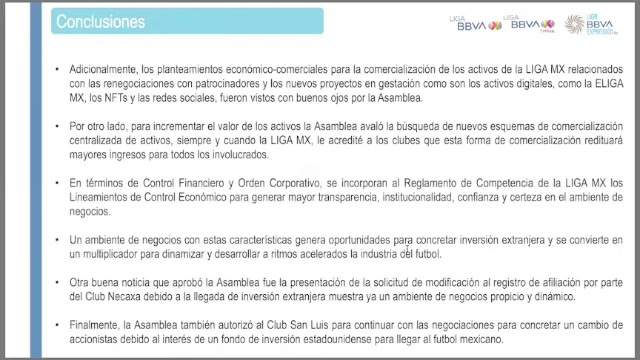 Conclusiones
LIGA BBVA MX
LIGA BBVA MX
LIGA BBVA EXPANSIÓN MX
• Adicionalmente, los planteamientos económico-comerciales para la comercialización de los activos de la LIGA MX relacionados
con las renegociaciones con patrocinadores y los nuevos proyectos en gestación como son los activos digitales, como la ELIGA
MX, los NFTs y las redes sociales, fueron vistos con buenos ojos por la Asamblea.
• Por otro lado, para incrementar el valor de los activos la Asamblea avaló la búsqueda de nuevos esquemas de comercialización
centralizada de activos, siempre y cuando la LIGA MX, le acredité a los clubes que esta forma de comercialización redituará
mayores ingresos para todos los involucrados.
• En términos de Control Financiero y Orden Corporativo, se incorporan al Reglamento de Competencia de la LIGA MX los
Lineamientos de Control Económico para generar mayor transparencia, institucionalidad, confianza y certeza en el ambiente de
negocios.
• Un ambiente de negocios con estas características genera oportunidades para concretar inversión extranjera y se convierte en
un multiplicador para dinamizar y desarrollar a ritmos acelerados la industria del futbol.
• Otra buena noticia que aprobó la Asamblea fue la presentación de la solicitud de modificación al registro de afiliación por parte
del Club Necaxa debido a la llegada de inversión extranjera muestra ya un ambiente de negocios propicio y dinámico.
• Finalmente, la Asamblea también autorizó al Club San Luis para continuar con las negociaciones para concretar un cambio de
accionistas debido al interés de un fondo de inversión estadounidense para llegar al futbol mexicano.